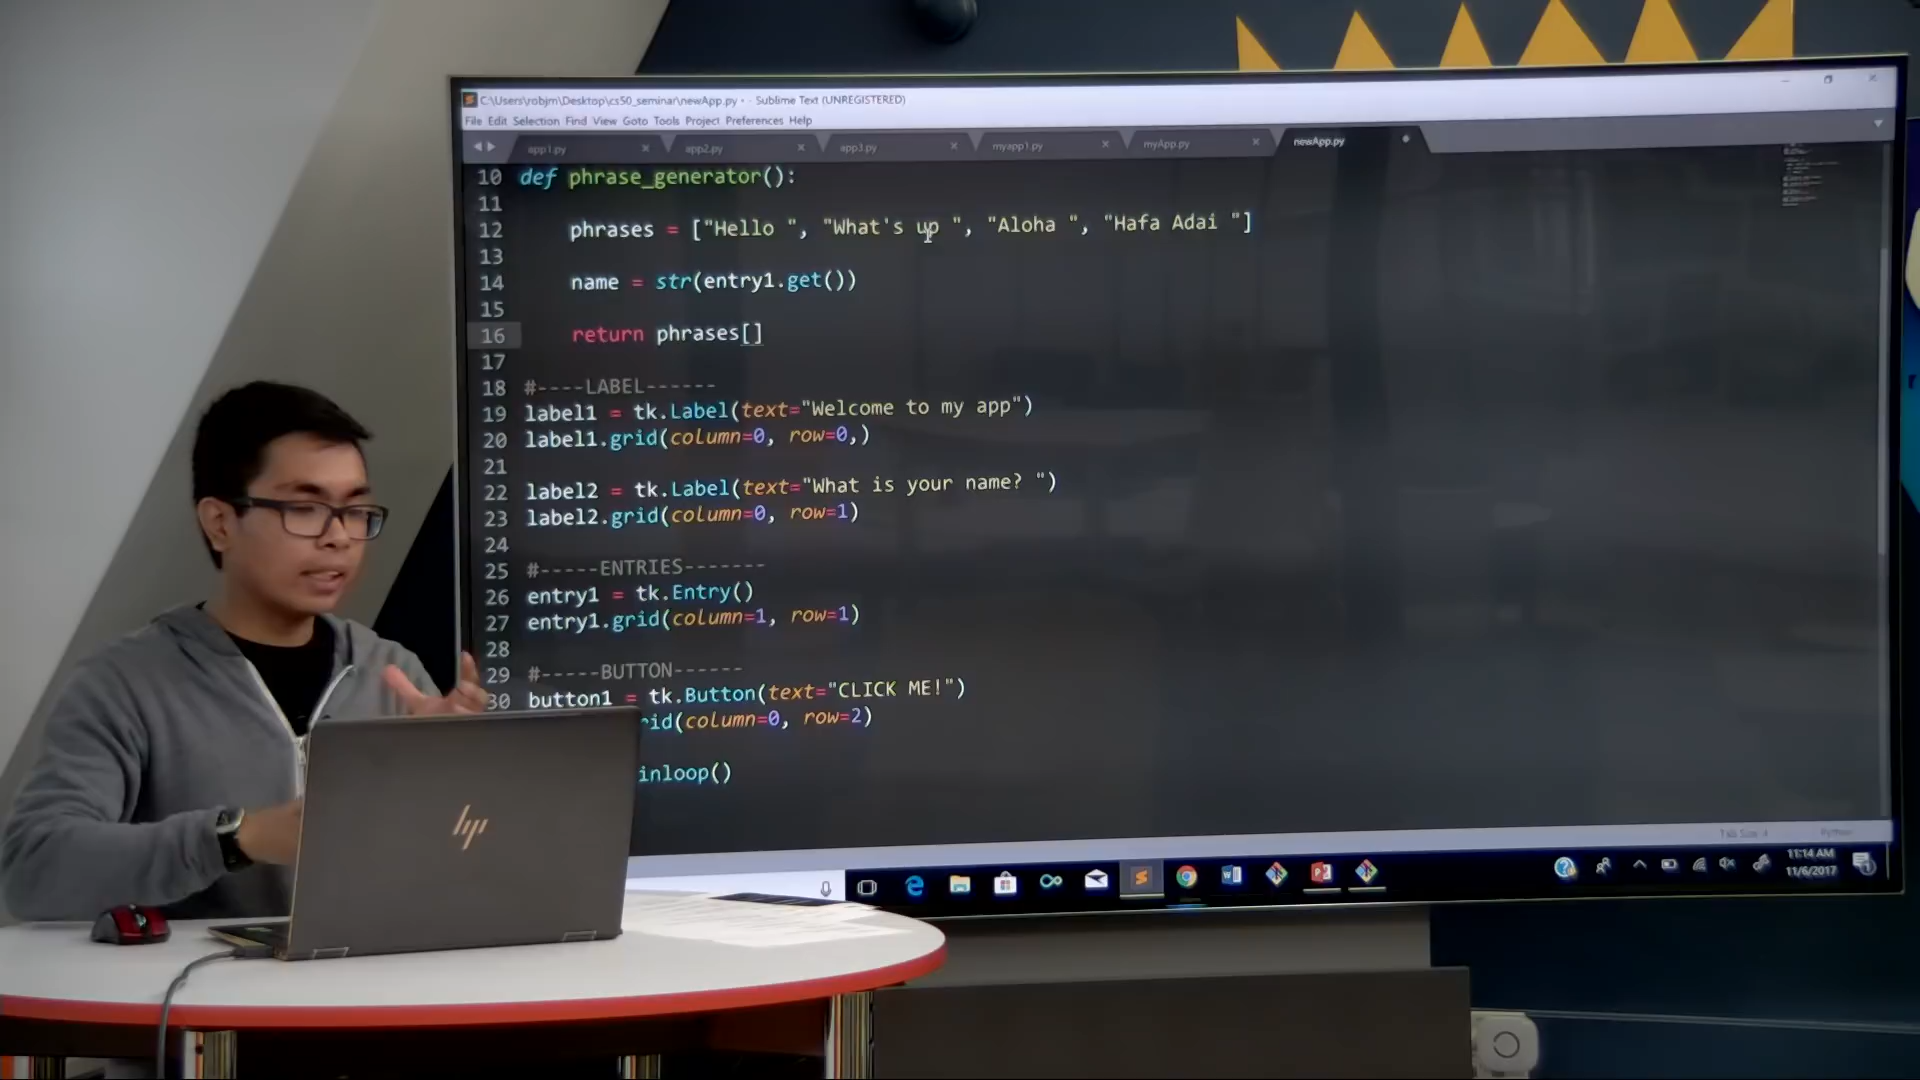 C:\Users\robjm\Desktop\cs50_seminar\newApp.py • - Sublime Text (UNREGISTERED)
File Edit Selection Find View Goto Tools Project Preferences Help
app1.py app2.py app3.py myapp1.py myApp.py newApp.py
10 def phrase_generator():
11
12 phrases = ["Hello ", "What's up ", "Aloha ", "Hafa Adai "]
13
14 name = str(entry1.get())
15
16 return phrases[]
17
18 #----LABEL------
19 label1 = tk.Label(text="Welcome to my app")
20 label1.grid(column=0, row=0,)
21
22 label2 = tk.Label(text="What is your name? ")
23 label2.grid(column=0, row=1)
24
25 #-----ENTRIES-------
26 entry1 = tk.Entry()
27 entry1.grid(column=1, row=1)
28
29 #-----BUTTON------
30 button1 = tk.Button(text="CLICK ME!")
rid(column=0, row=2)
inloop()
Tab Size: 4 Python
11:14 AM
11/6/2017
hp